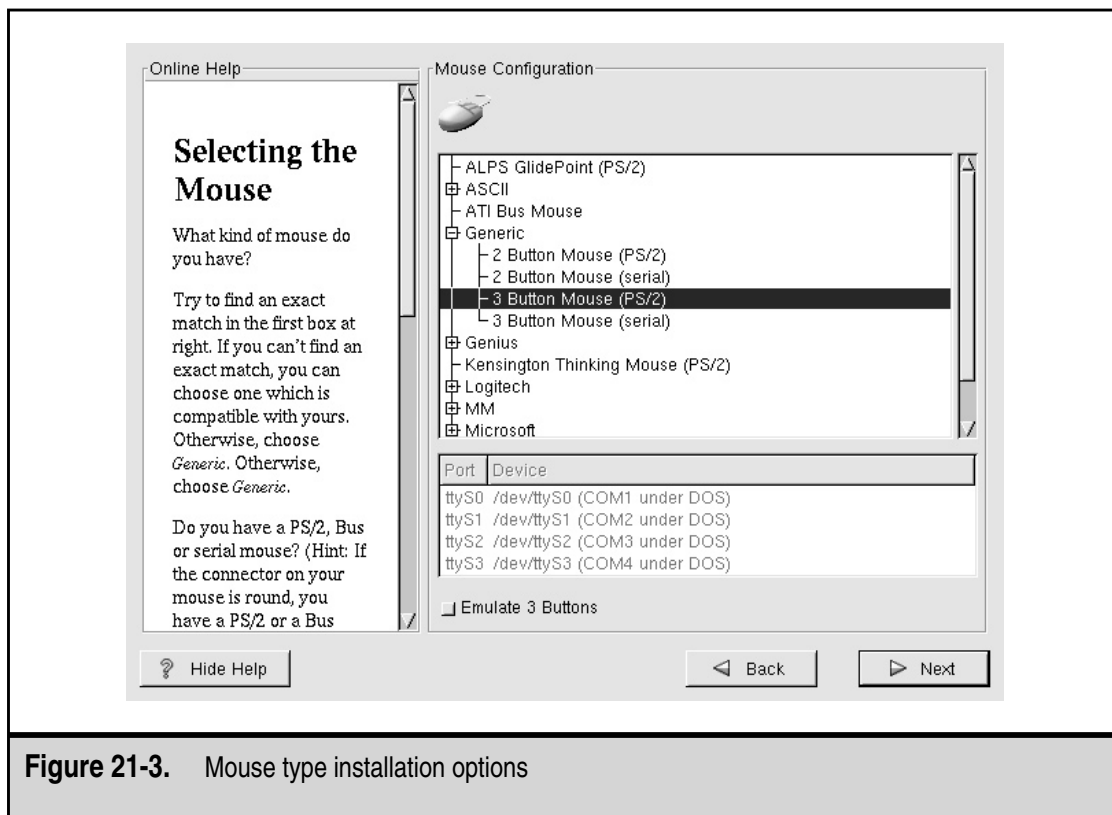 Online Help
Selecting the
Mouse
What kind of mouse do
you have?
Try to find an exact
match in the first box at
right. If you can't find an
exact match, you can
choose one which is
compatible with yours.
Otherwise, choose
Generic. Otherwise,
choose Generic.
Do you have a PS/2, Bus
or serial mouse? (Hint: If
the connector on your
mouse is round, you
have a PS/2 or a Bus
Mouse Configuration
ALPS GlidePoint (PS/2)
ASCII
ATI Bus Mouse
Generic
2 Button Mouse (PS/2)
2 Button Mouse (serial)
3 Button Mouse (PS/2)
3 Button Mouse (serial)
Genius
Kensington Thinking Mouse (PS/2)
Logitech
MM
Microsoft
Port Device
ttyS0 /dev/ttyS0 (COM1 under DOS)
ttyS1 /dev/ttyS1 (COM2 under DOS)
ttyS2 /dev/ttyS2 (COM3 under DOS)
ttyS3 /dev/ttyS3 (COM4 under DOS)
Emulate 3 Buttons
? Hide Help
Back
Next
Figure 21-3. Mouse type installation options